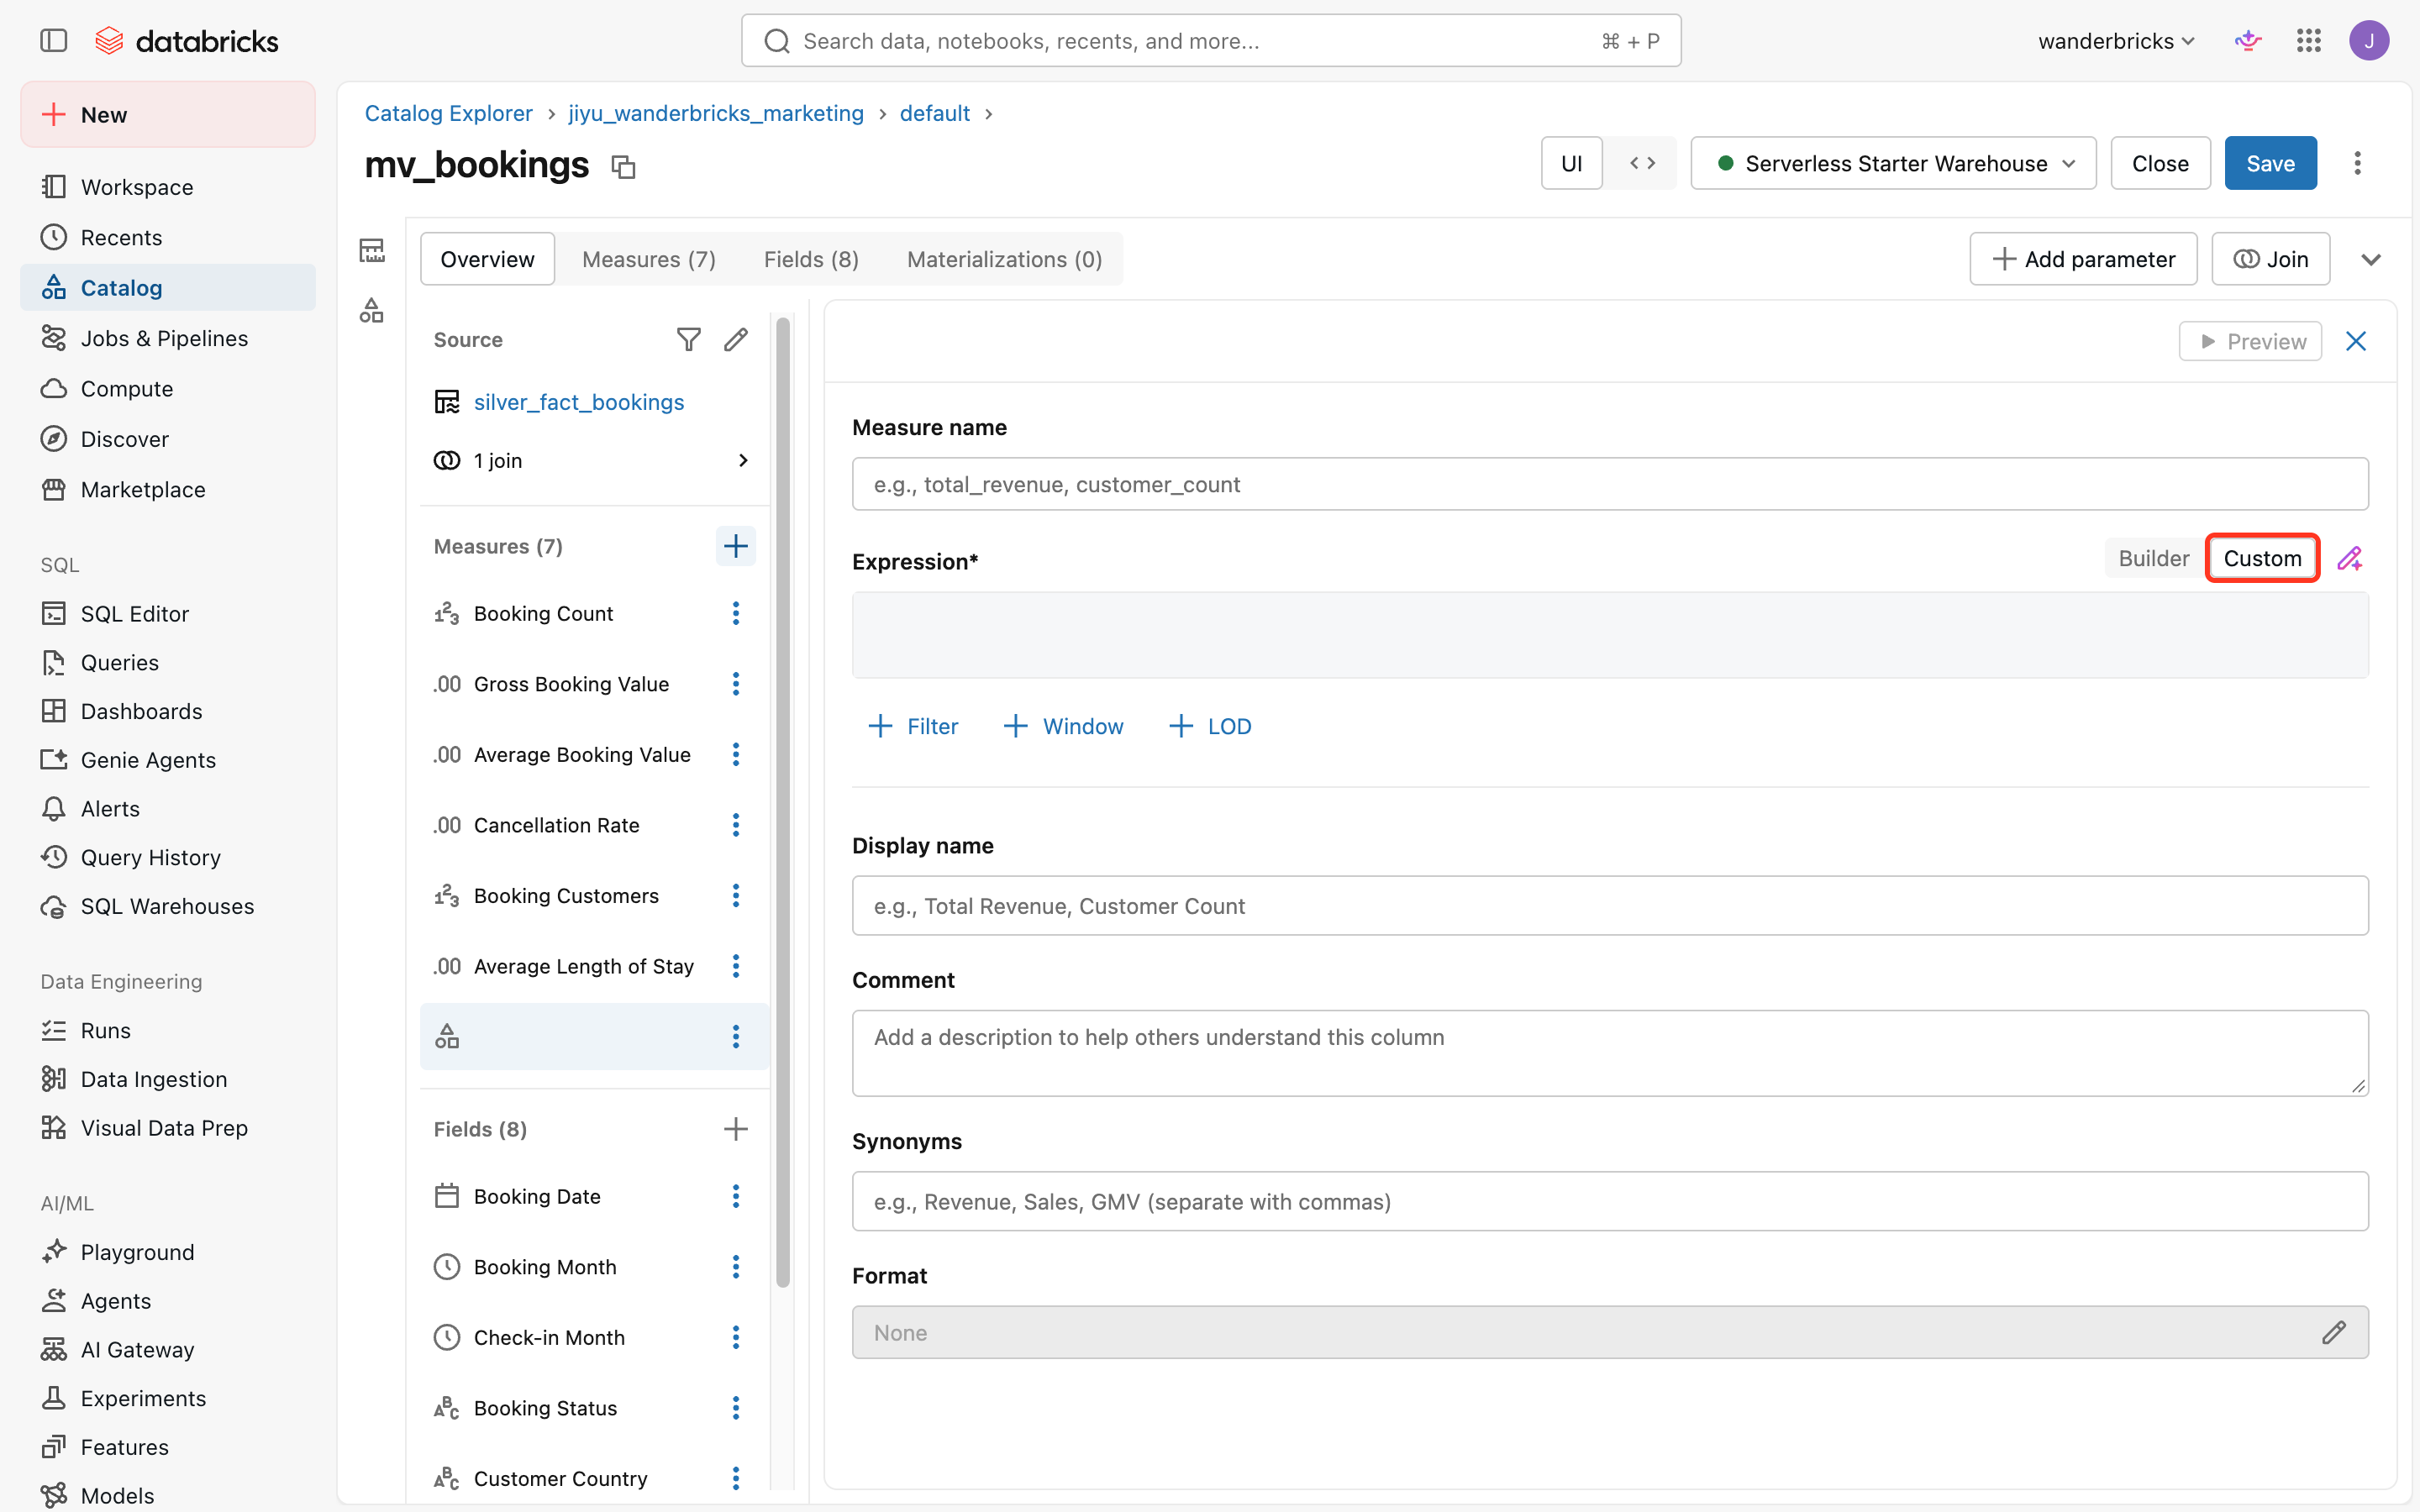 databricks
Search data, notebooks, recents, and more...
⌘ + P
wanderbricks
J
New
Workspace
Recents
Catalog
Jobs & Pipelines
Compute
Discover
Marketplace
SQL
SQL Editor
Queries
Dashboards
Genie Agents
Alerts
Query History
SQL Warehouses
Data Engineering
Runs
Data Ingestion
Visual Data Prep
AI/ML
Playground
Agents
AI Gateway
Experiments
Features
Models
Catalog Explorer › jiyu_wanderbricks_marketing › default ›
mv_bookings
UI
Serverless Starter Warehouse
Close
Save
Overview
Measures (7)
Fields (8)
Materializations (0)
Add parameter
Join
Source
silver_fact_bookings
1 join
Measures (7)
Booking Count
.00 Gross Booking Value
.00 Average Booking Value
.00 Cancellation Rate
Booking Customers
.00 Average Length of Stay
Fields (8)
Booking Date
Booking Month
Check-in Month
Booking Status
Customer Country
Preview
Measure name
e.g., total_revenue, customer_count
Expression*
Builder
Custom
Filter
Window
LOD
Display name
e.g., Total Revenue, Customer Count
Comment
Add a description to help others understand this column
Synonyms
e.g., Revenue, Sales, GMV (separate with commas)
Format
None